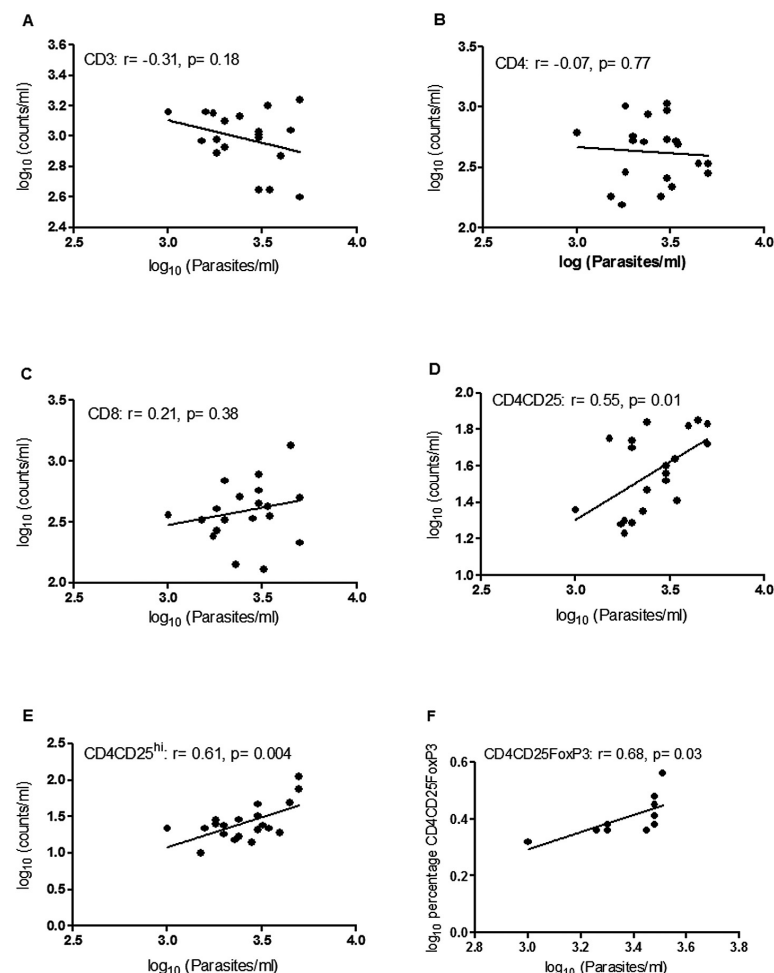 A
CD3: r= -0.31, p= 0.18
log10 (counts/ml)
3.6
3.4
3.2
3.0
2.8
2.6
2.4
2.5 3.0 3.5 4.0
log10 (Parasites/ml)
B
CD4: r= -0.07, p= 0.77
log10 (counts/ml)
3.5
3.0
2.5
2.0
2.5 3.0 3.5 4.0
log (Parasites/ml)
C
CD8: r= 0.21, p= 0.38
log10 (counts/ml)
3.5
3.0
2.5
2.0
2.5 3.0 3.5 4.0
log10 (Parasites/ml)
D
CD4CD25: r= 0.55, p= 0.01
log10 (counts/ml)
2.0
1.8
1.6
1.4
1.2
1.0
2.5 3.0 3.5 4.0
log10 (Parasites/ml)
E
CD4CD25hi: r= 0.61, p= 0.004
log10 (counts/ml)
2.5
2.0
1.5
1.0
0.5
0.0
2.5 3.0 3.5 4.0
log10 (Parasites/ml)
F
CD4CD25FoxP3: r= 0.68, p= 0.03
log10 percentage CD4CD25FoxP3
0.6
0.4
0.2
0.0
2.8 3.0 3.2 3.4 3.6 3.8
log10 (Parasites/ml)